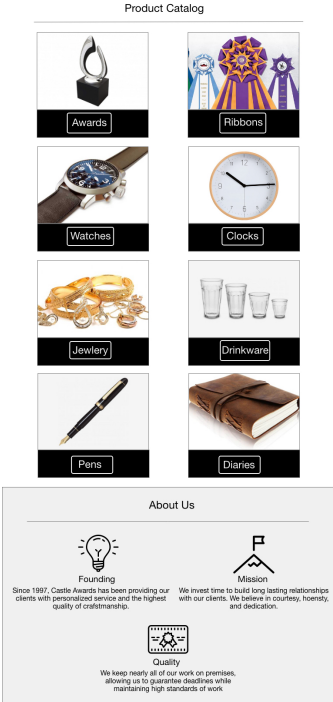 Product Catalog
Awards
Ribbons
Watches
Clocks
Jewlery
Drinkware
Pens
Diaries
About Us
Founding
Since 1997, Castle Awards has been providing our
clients with personalized service and the highest
quality of crafstmanship.
Mission
We invest time to build long lasting relationships
with our clients. We believe in courtesy, hoensty,
and dedication.
Quality
We keep nearly all of our work on premises,
allowing us to guarantee deadlines while
maintaining high standards of work